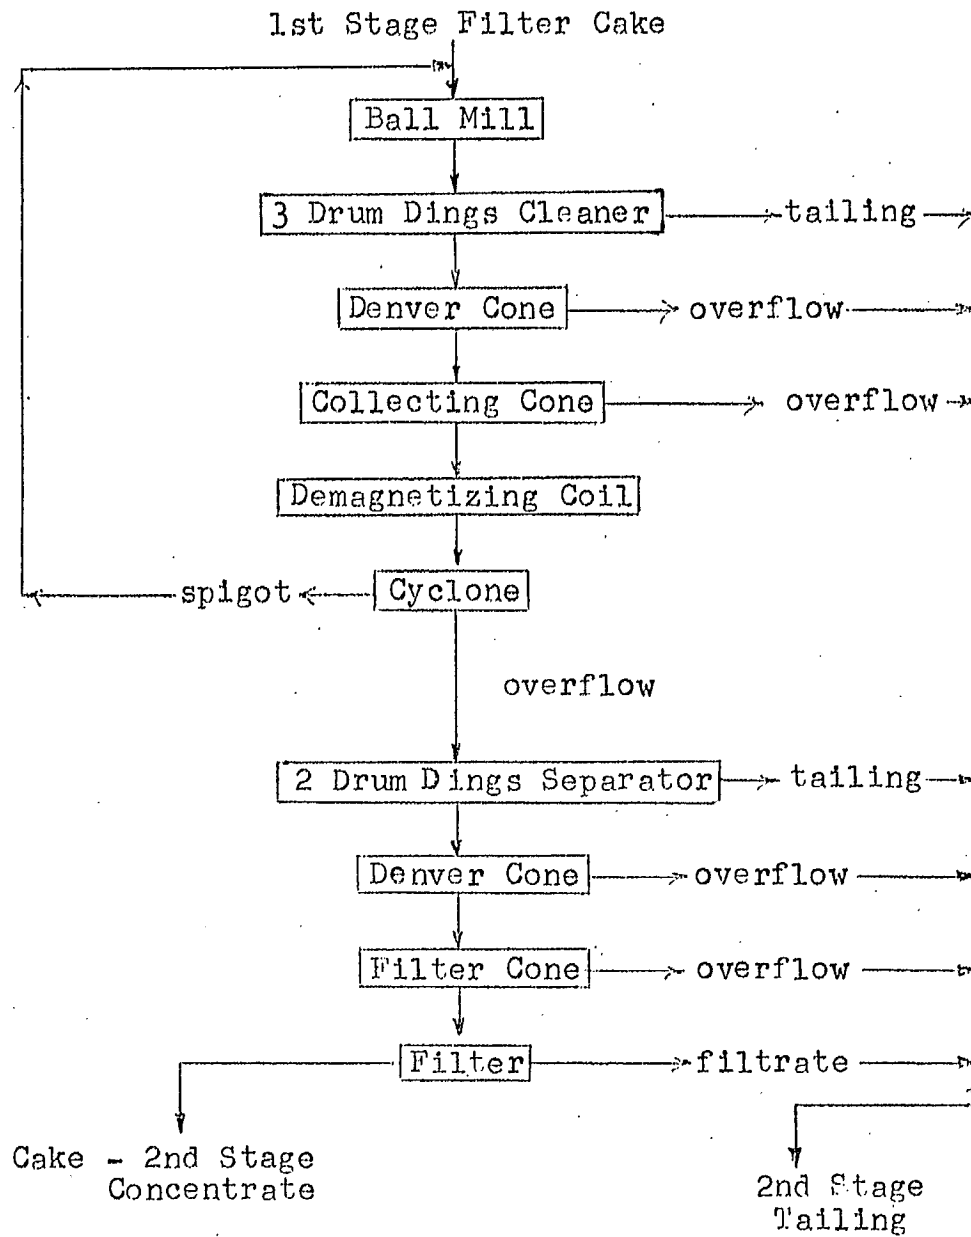 1st Stage Filter Cake
Ball Mill
3 Drum Dings Cleaner
tailing
Denver Cone
overflow
Collecting Cone
overflow
Demagnetizing Coil
spigot
Cyclone
overflow
2 Drum Dings Separator
tailing
Denver Cone
overflow
Filter Cone
overflow
Filter
filtrate
Cake - 2nd Stage
Concentrate
2nd Stage
Tailing